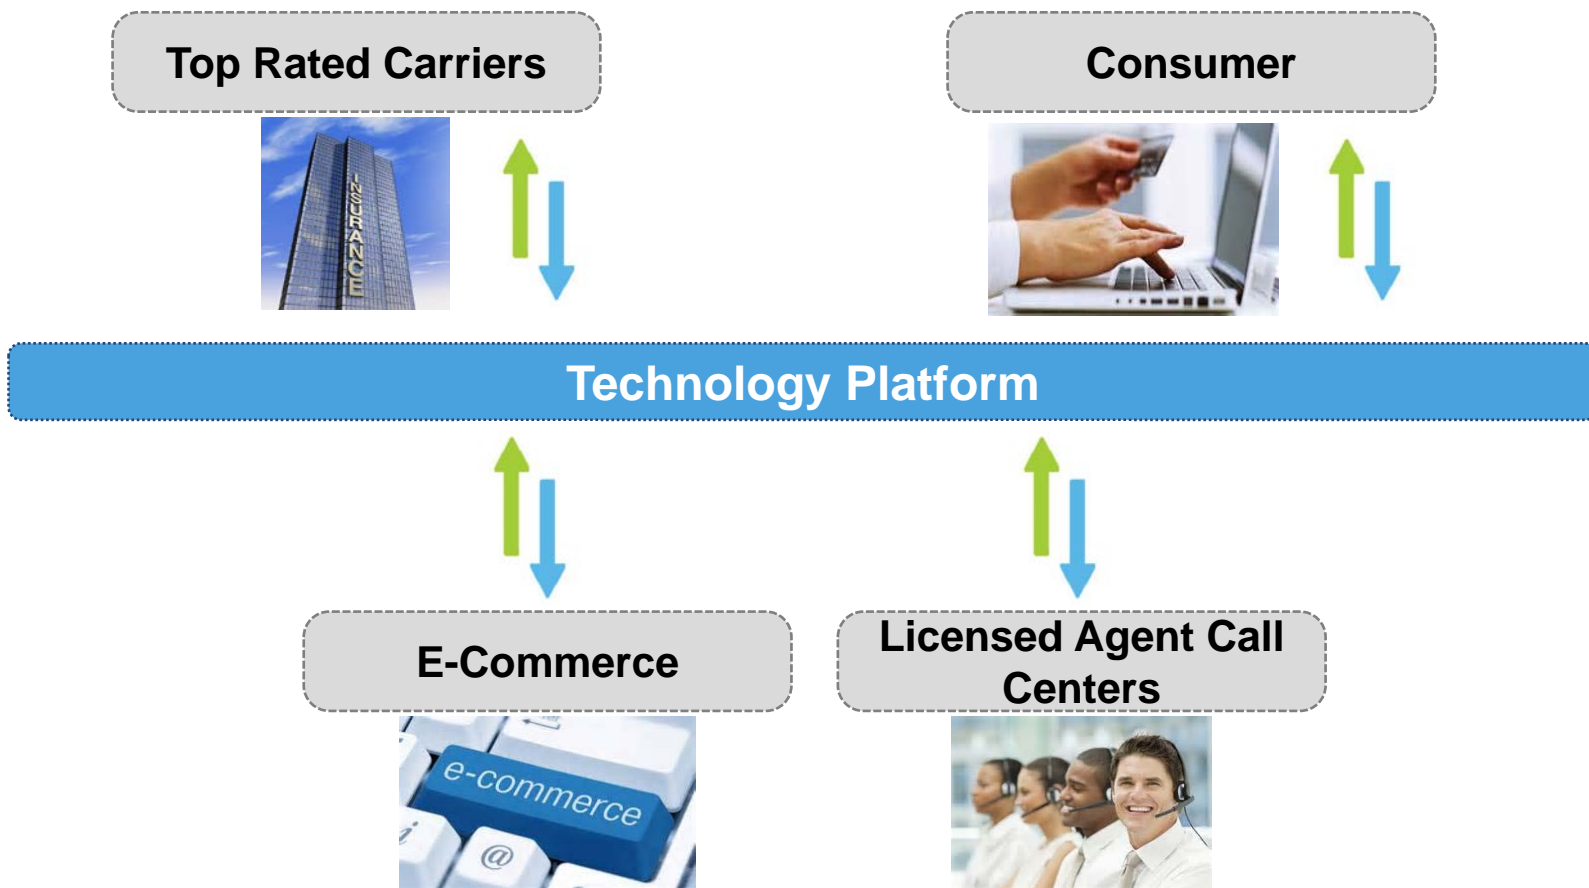 Top Rated Carriers
Consumer
INSURANCE
Technology Platform
E-Commerce
Licensed Agent Call
Centers
e-commerce
i
@